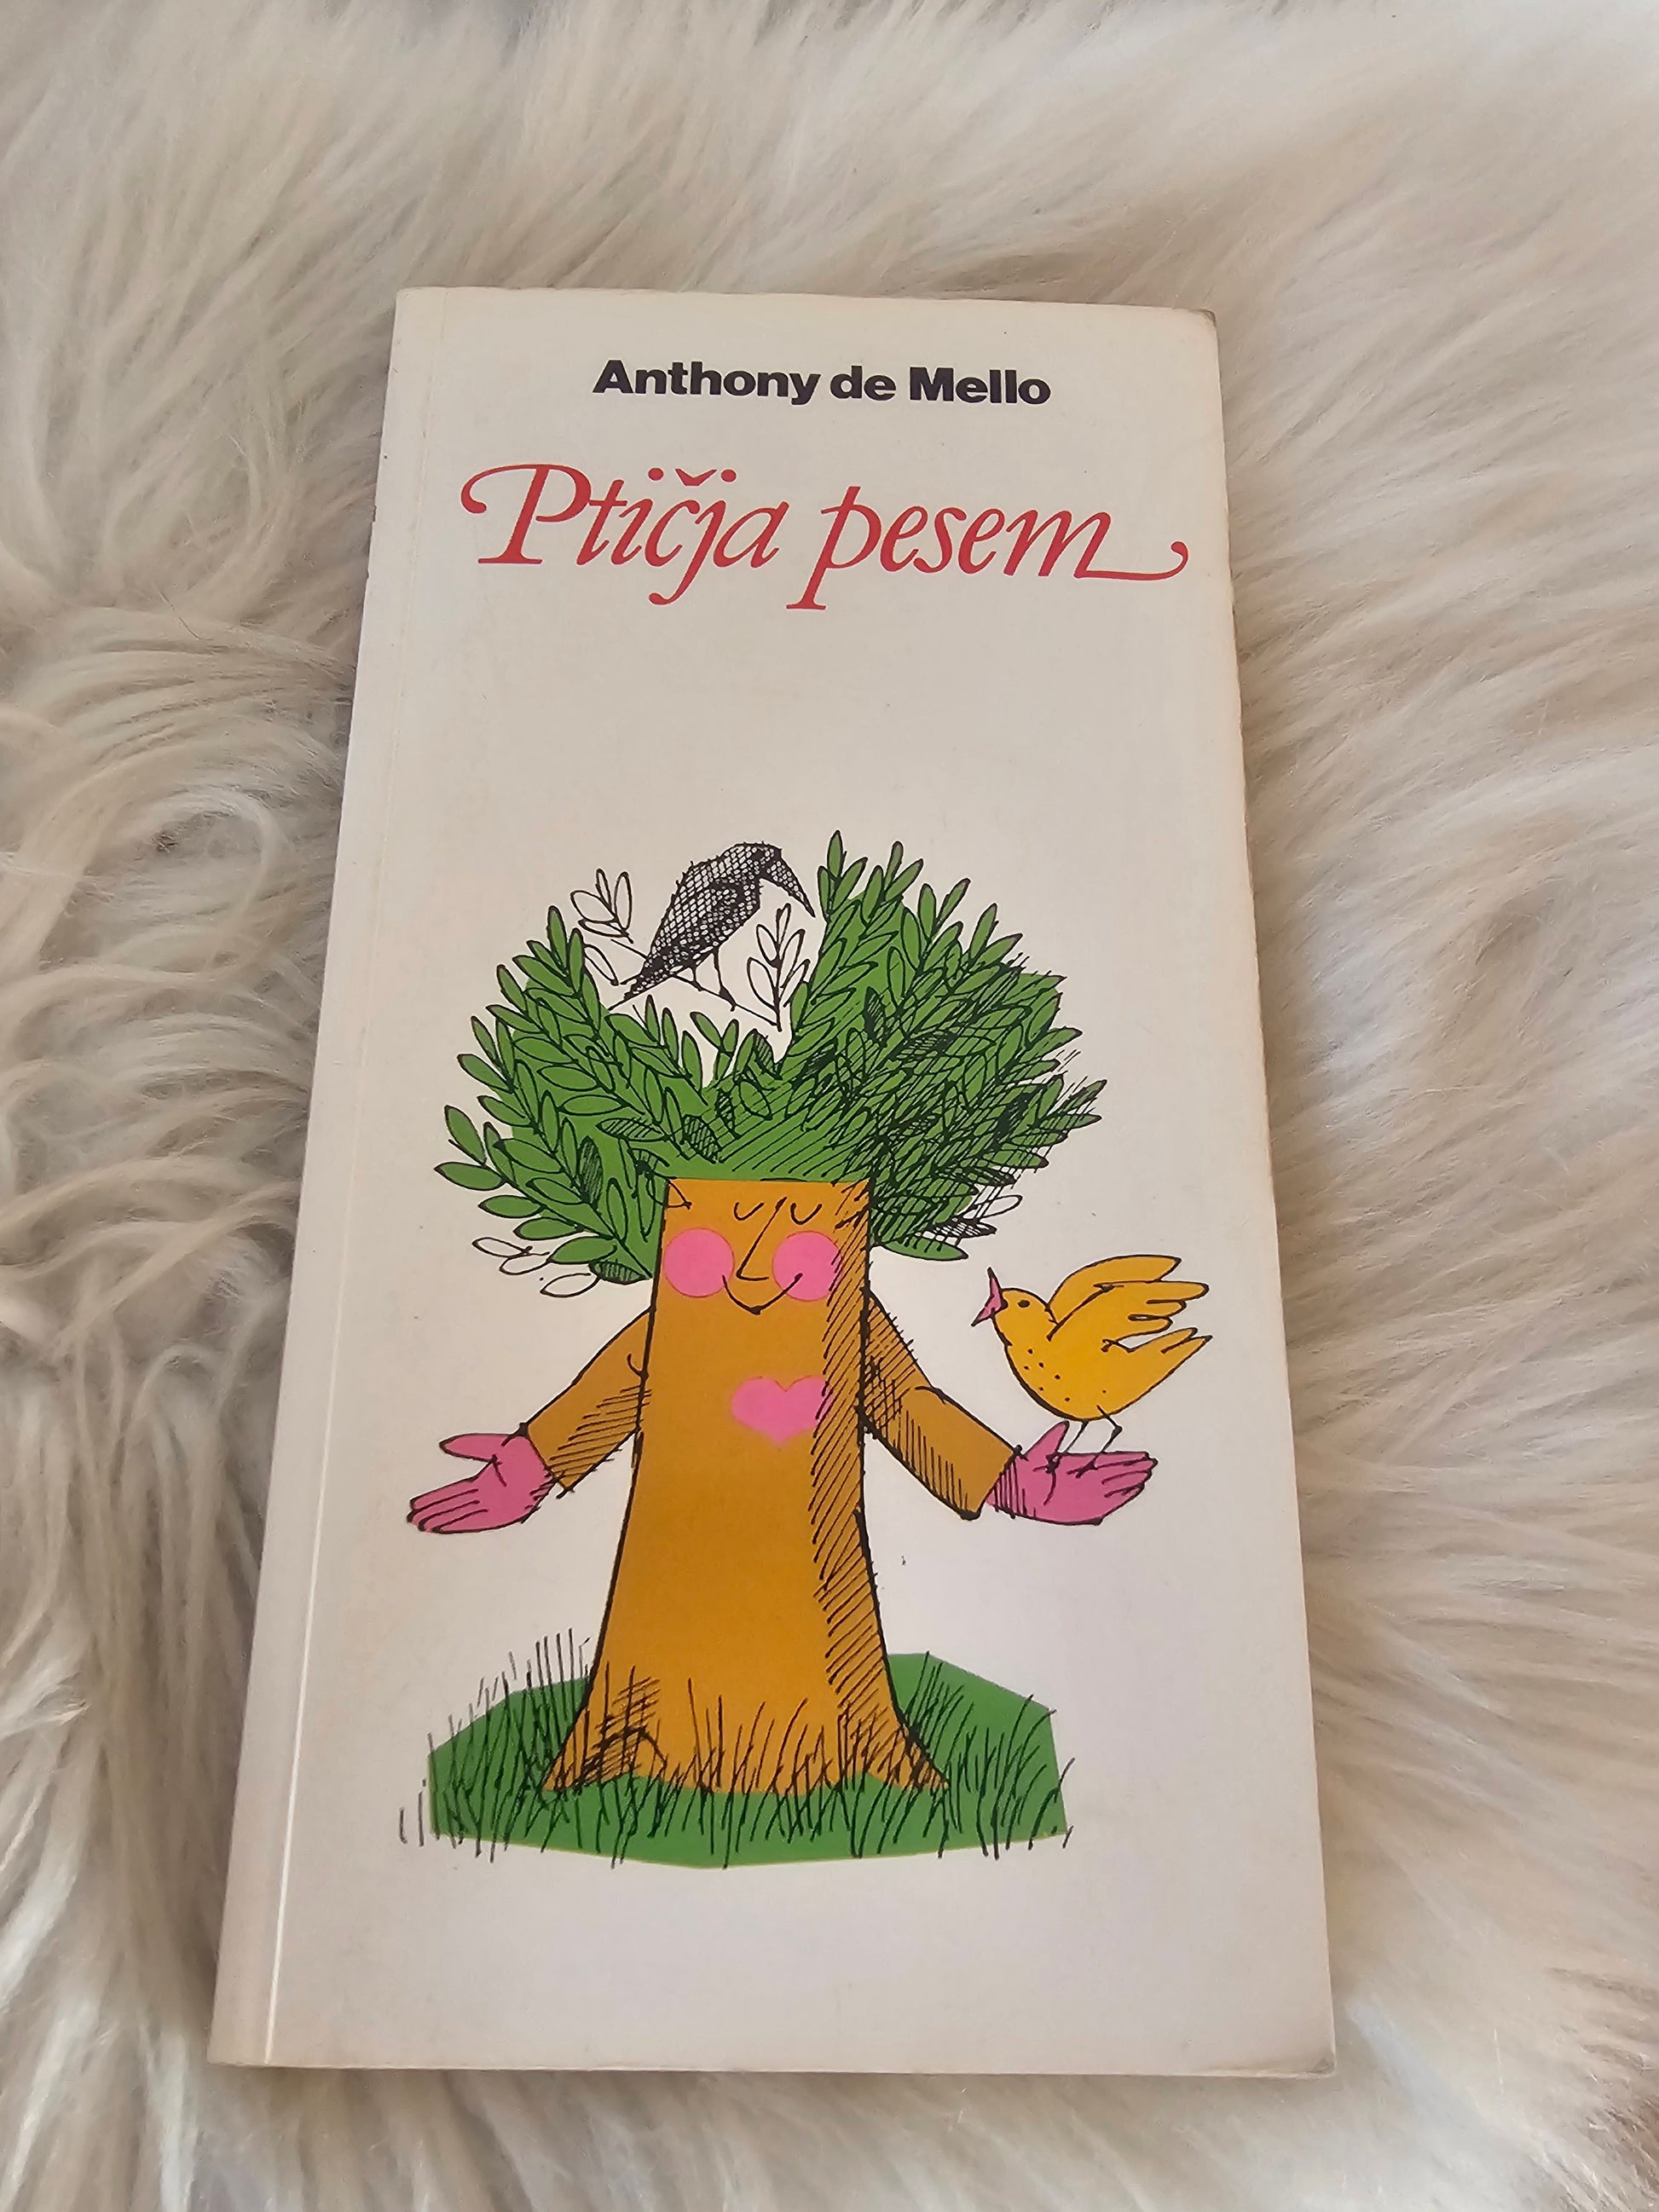 Anthony de Mello
Ptičja pesem